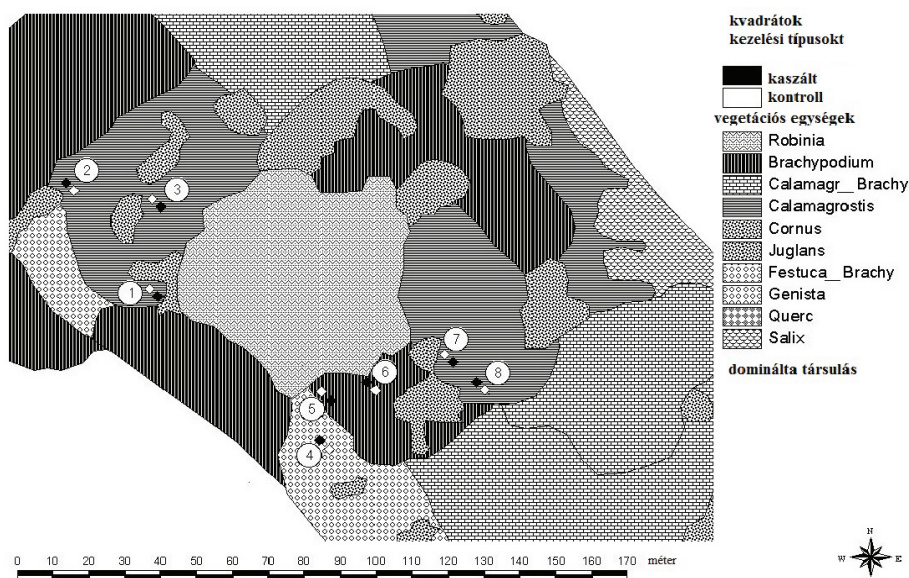 kvadrátok
kezelési típusokt
kaszált
kontroll
vegetációs egységek
Robinia
Brachypodium
Calamagr__Brachy
Calamagrostis
Cornus
Juglans
Festuca__Brachy
Genista
Querc
Salix
dominálta társulás
2
3
1
7
6
8
5
4
N
W E
S
0 10 20 30 40 50 60 70 80 90 100 110 120 130 140 150 160 170 méter